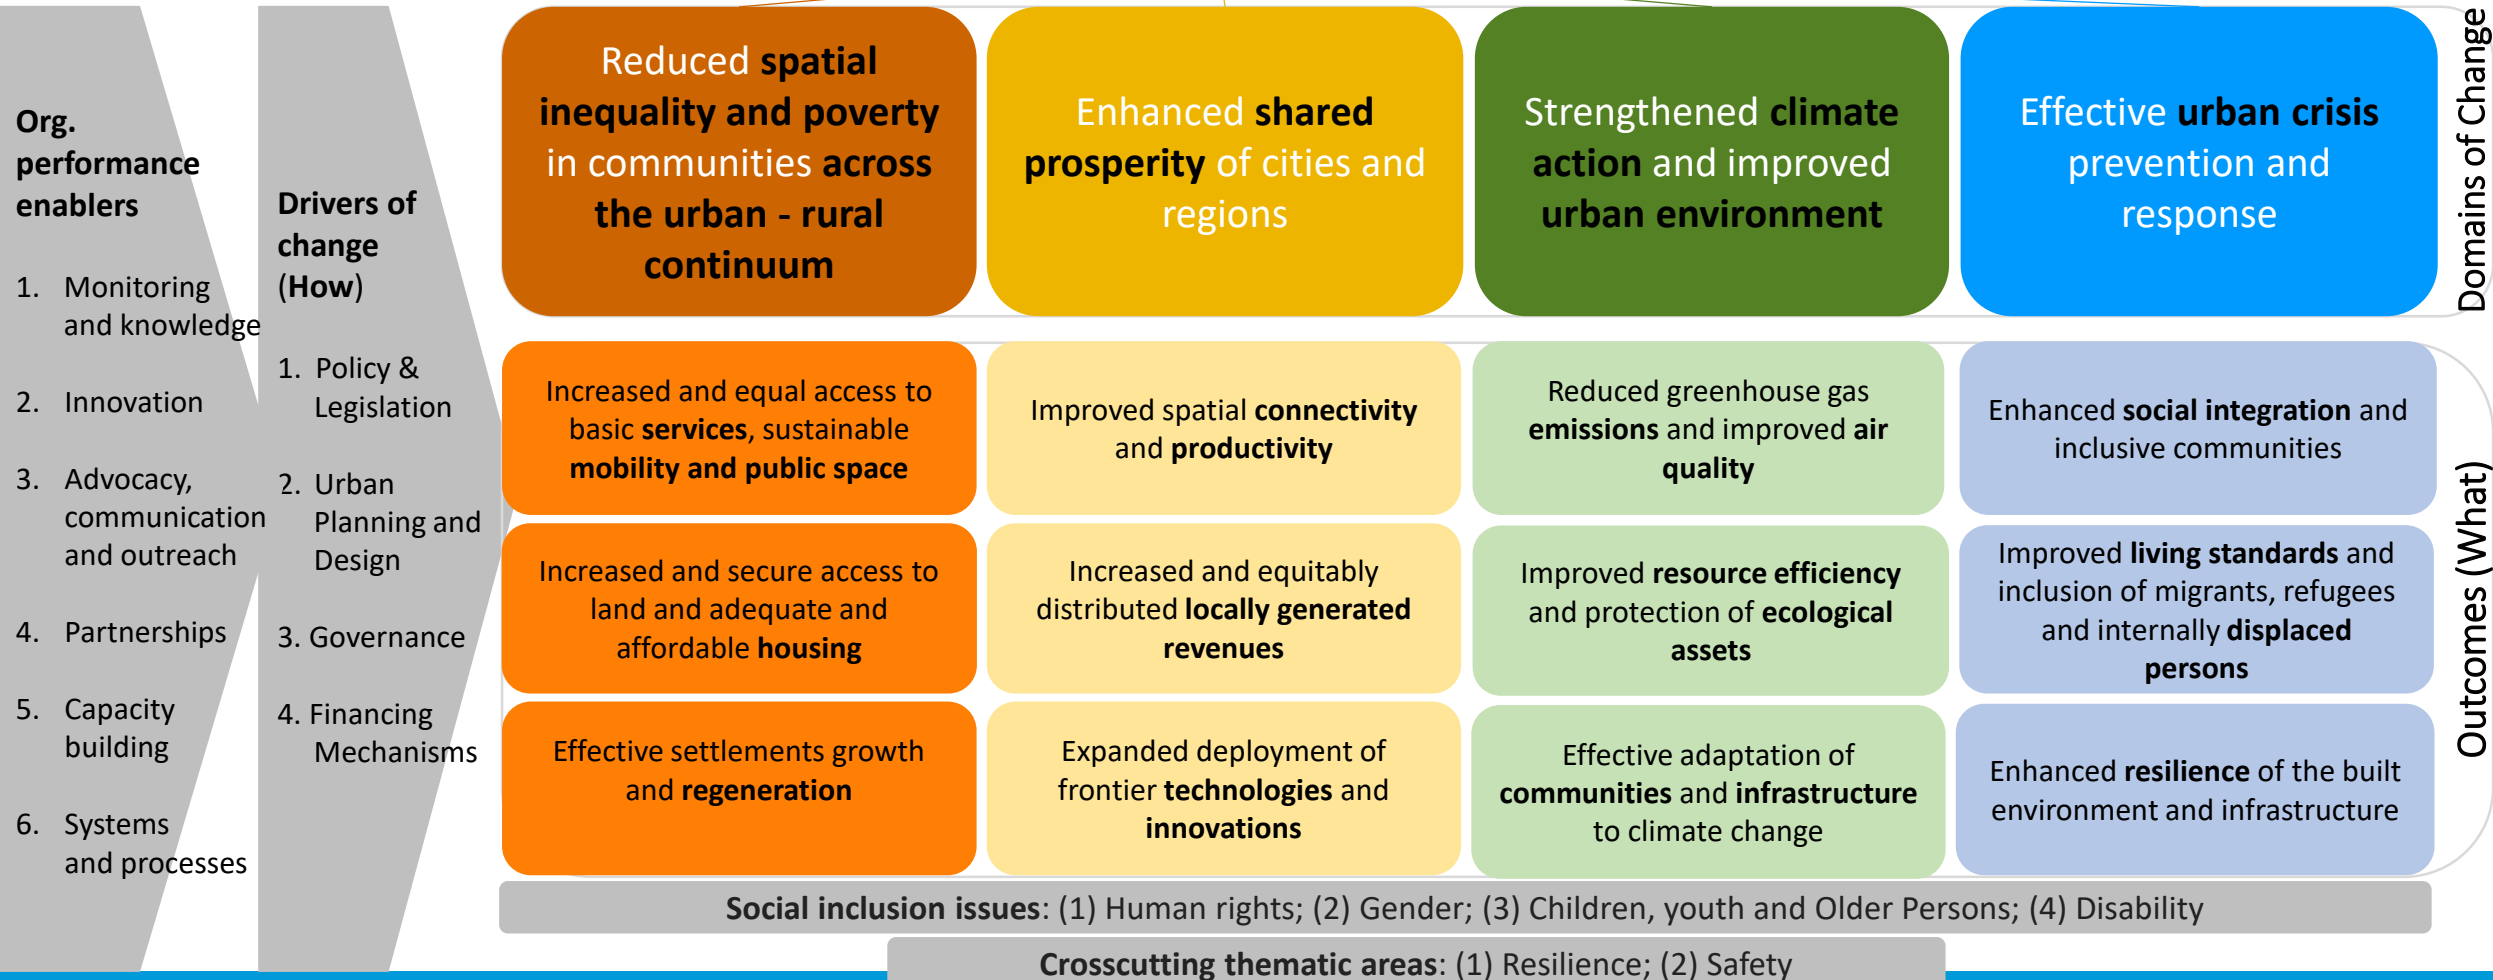 Org.
performance
enablers
1. Monitoring
and knowledge
2. Innovation
3. Advocacy,
communication
and outreach
4. Partnerships
5. Capacity
building
6. Systems
and processes
Drivers of
change
(How)
1. Policy &
Legislation
2. Urban
Planning and
Design
3. Governance
4. Financing
Mechanisms
Reduced spatial
inequality and poverty
in communities across
the urban - rural
continuum
Enhanced shared
prosperity of cities and
regions
Strengthened climate
action and improved
urban environment
Effective urban crisis
prevention and
response
Domains of Change
Increased and equal access to
basic services, sustainable
mobility and public space
Improved spatial connectivity
and productivity
Reduced greenhouse gas
emissions and improved air
quality
Enhanced social integration and
inclusive communities
Increased and secure access to
land and adequate and
affordable housing
Increased and equitably
distributed locally generated
revenues
Improved resource efficiency
and protection of ecological
assets
Improved living standards and
inclusion of migrants, refugees
and internally displaced
persons
Effective settlements growth
and regeneration
Expanded deployment of
frontier technologies and
innovations
Effective adaptation of
communities and infrastructure
to climate change
Enhanced resilience of the built
environment and infrastructure
Outcomes (What)
Social inclusion issues: (1) Human rights; (2) Gender; (3) Children, youth and Older Persons; (4) Disability
Crosscutting thematic areas: (1) Resilience; (2) Safety